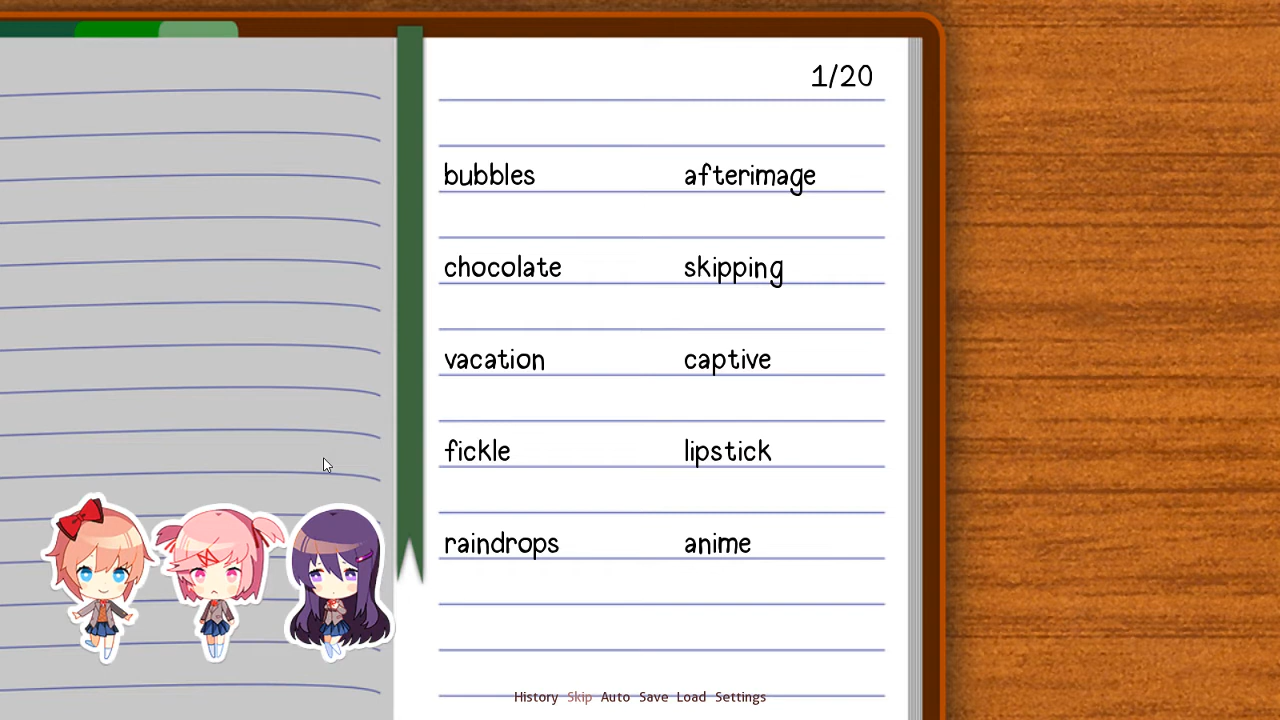 1/20
bubbles afterimage
chocolate skipping
vacation captive
fickle lipstick
raindrops anime
History Skip Auto Save Load Settings